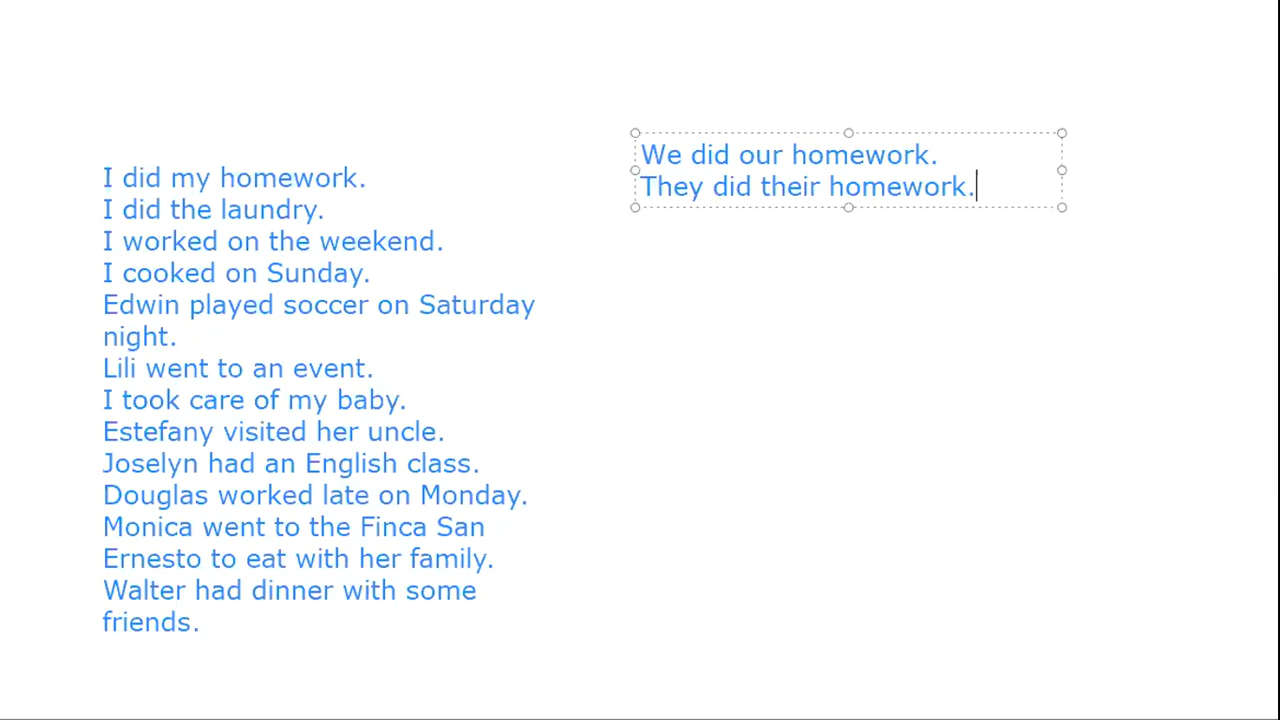 I did my homework.
I did the laundry.
I worked on the weekend.
I cooked on Sunday.
Edwin played soccer on Saturday
night.
Lili went to an event.
I took care of my baby.
Estefany visited her uncle.
Joselyn had an English class.
Douglas worked late on Monday.
Monica went to the Finca San
Ernesto to eat with her family.
Walter had dinner with some
friends.
We did our homework.
They did their homework.